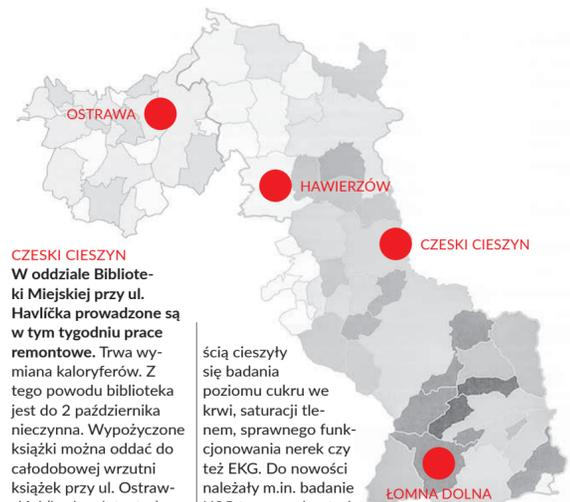 OSTRAWA
HAWIERZÓW
CZESKI CIESZYN
CZESKI CIESZYN
W oddziale Bibliote-
ki Miejskiej przy ul.
Havlíčka prowadzone są
w tym tygodniu prace
remontowe. Trwa wy-
miana kaloryferów. Z
tego powodu biblioteka
jest do 2 października
nieczynna. Wypożyczone
książki można oddać do
całodobowej wrzutni
książek przy ul. Ostraw-
ścią cieszyły
się badania
poziomu cukru we
krwi, saturacji tle-
nem, sprawnego funk-
cjonowania nerek czy
też EKG. Do nowości
należały m.in. badanie
ŁOMNA DOLNA